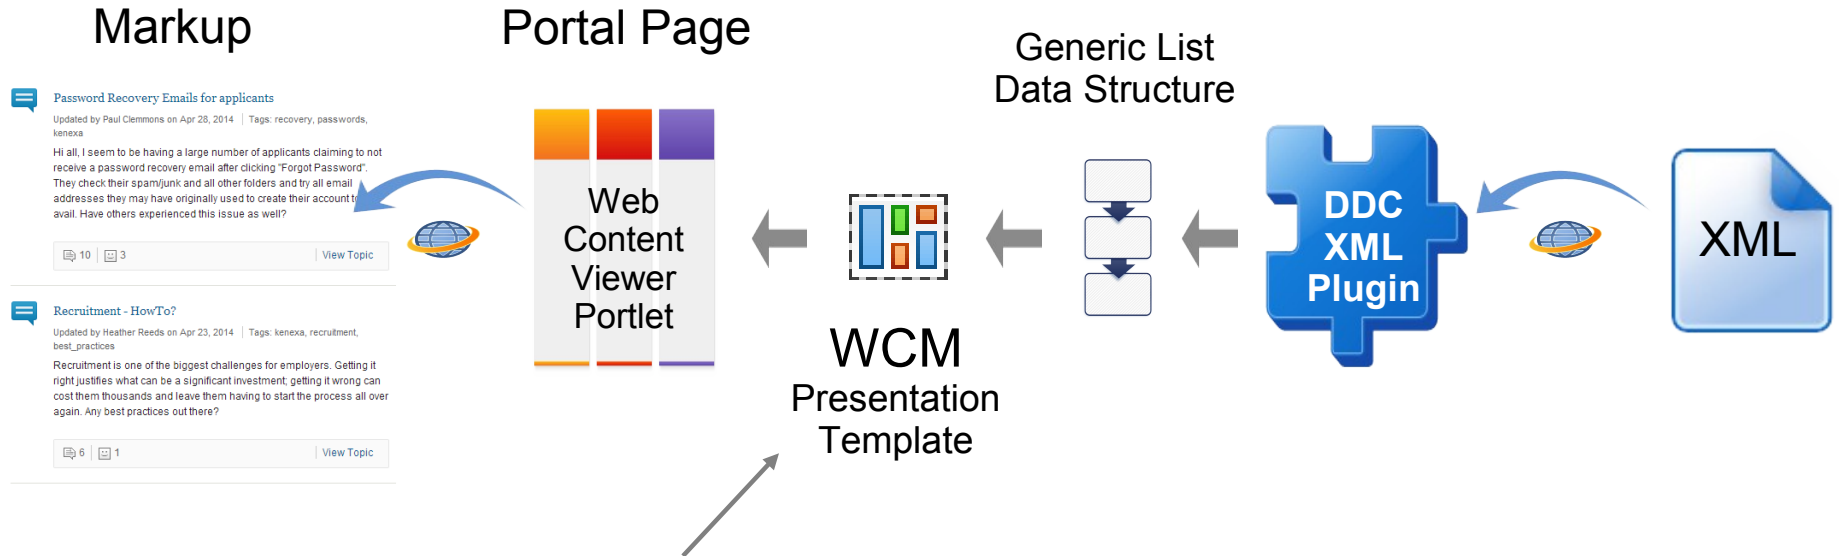 Markup
Password Recovery Emails for applicants
Updated by Paul Clemmons on Apr 28, 2014 | Tags: recovery, passwords,
kenexa
Hi all, I seem to be having a large number of applicants claiming to not
receive a password recovery email after clicking "Forgot Password".
They check their spam/junk and all other folders and try all email
addresses they may have originally used to create their account to
avail. Have others experienced this issue as well?
10 | 3 | View Topic
Recruitment - HowTo?
Updated by Heather Reeds on Apr 23, 2014 | Tags: kenexa, recruitment,
best_practices
Recruitment is one of the biggest challenges for employers. Getting it
right justifies what can be a significant investment; getting it wrong can
cost them thousands and leave them having to start the process all over
again. Any best practices out there?
6 | 1 | View Topic
Portal Page
Web
Content
Viewer
Portlet
WCM
Presentation
Template
Generic List
Data Structure
DDC
XML
Plugin
XML